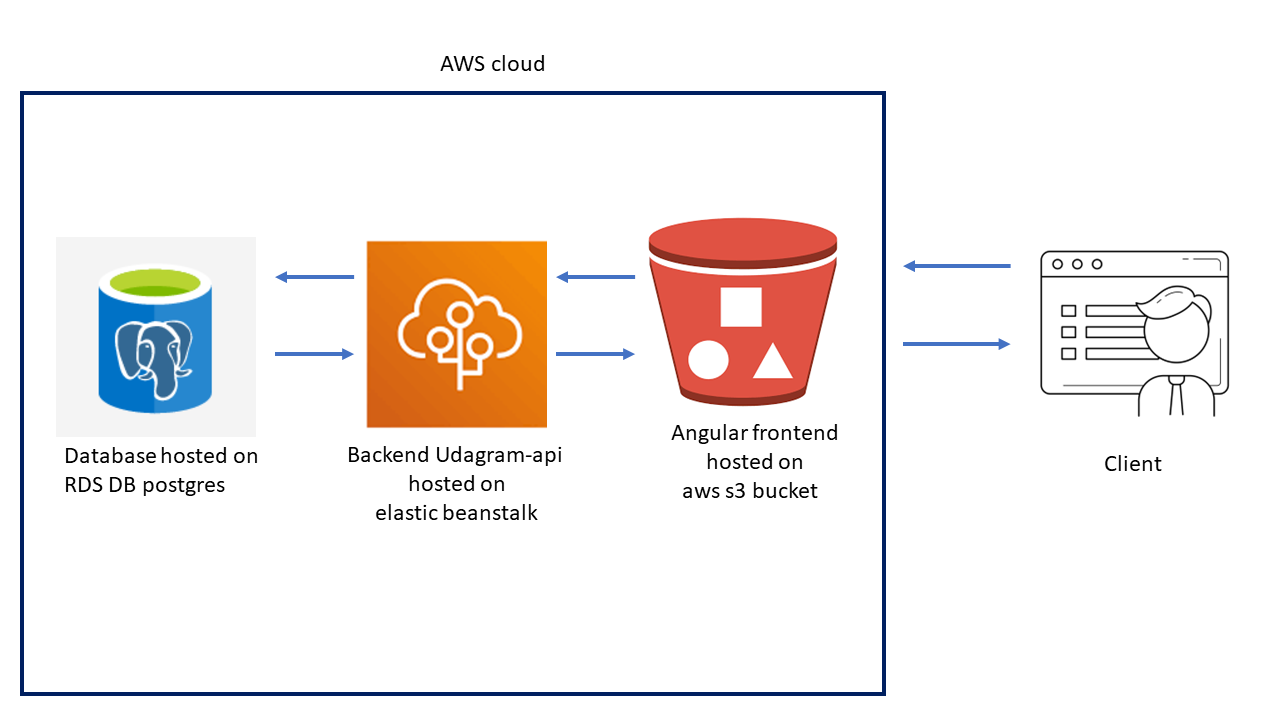 AWS cloud
Database hosted on
RDS DB postgres
Backend Udagram-api
hosted on
elastic beanstalk
Angular frontend
hosted on
aws s3 bucket
Client